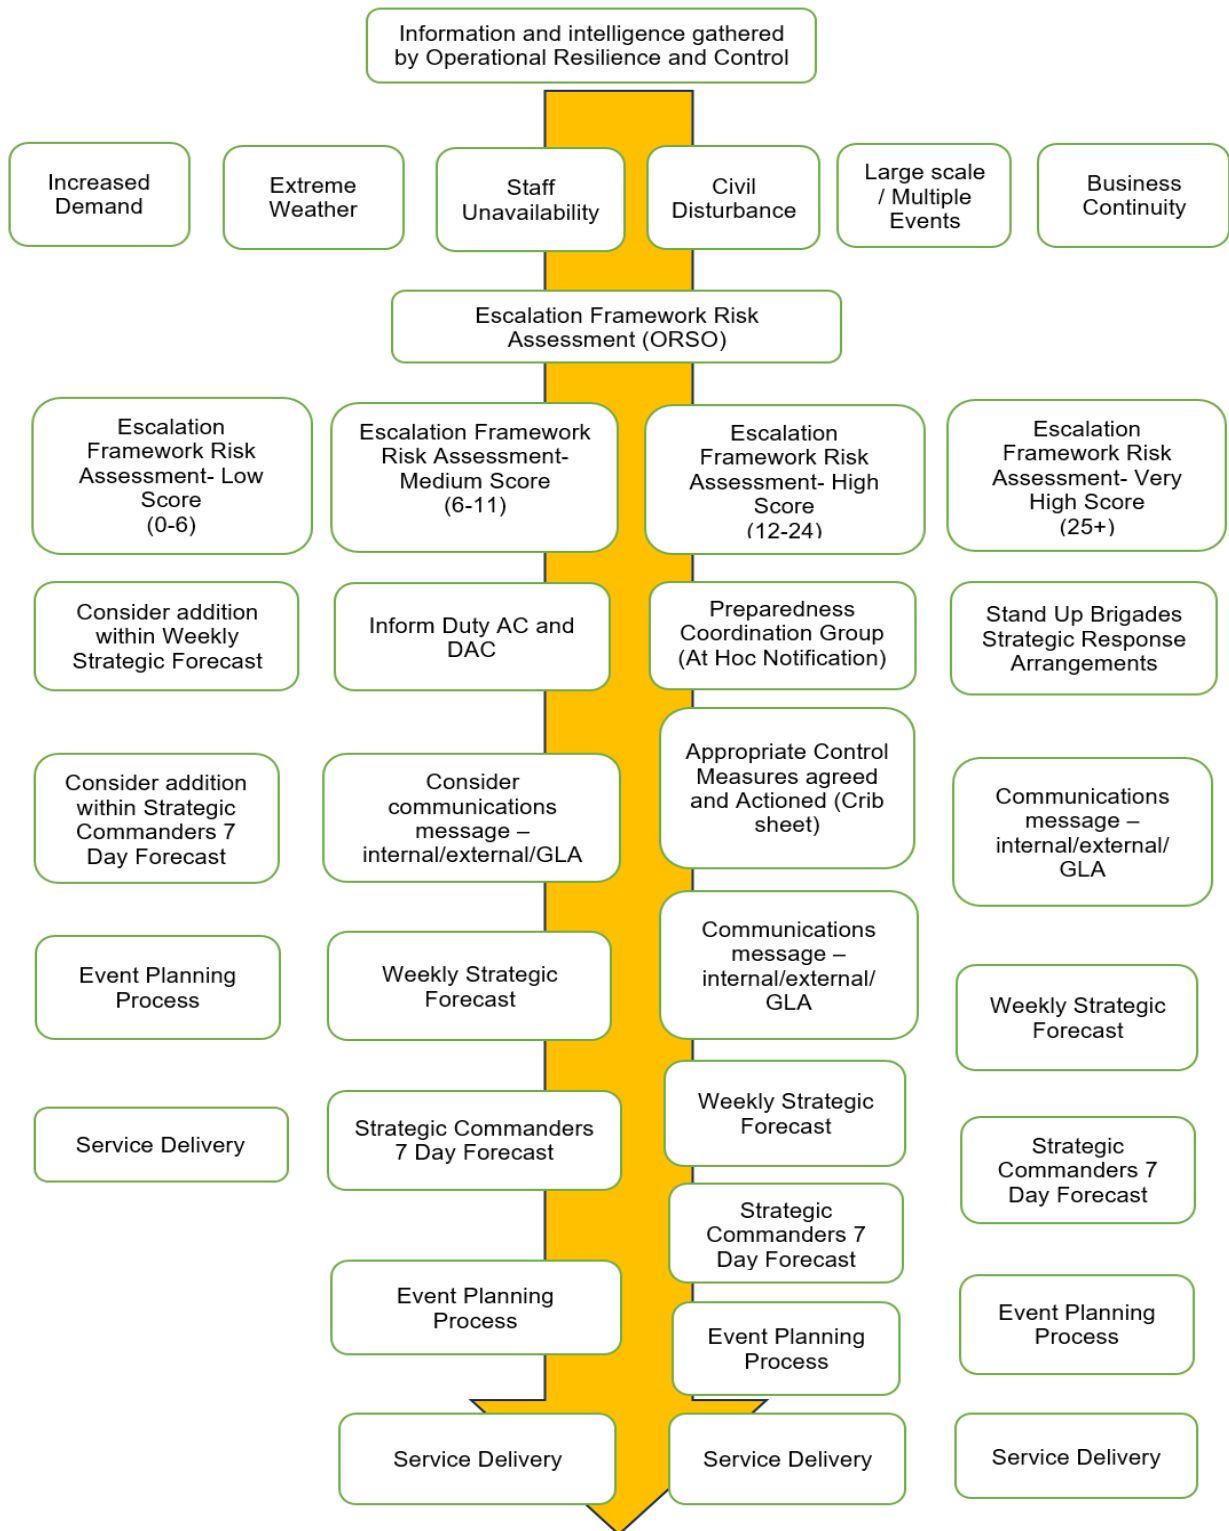 Information and intelligence gathered
by Operational Resilience and Control
Increased
Demand
Extreme
Weather
Staff
Unavailability
Civil
Disturbance
Large scale
/ Multiple
Events
Business
Continuity
Escalation Framework Risk
Assessment (ORSO)
Escalation
Framework Risk
Assessment- Low
Score
(0-6)
Escalation Framework
Risk Assessment-
Medium Score
(6-11)
Escalation
Framework Risk
Assessment- High
Score
(12-24)
Escalation
Framework Risk
Assessment- Very
High Score
(25+)
Consider addition
within Weekly
Strategic Forecast
Inform Duty AC and
DAC
Preparedness
Coordination Group
(At Hoc Notification)
Stand Up Brigades
Strategic Response
Arrangements
Consider addition
within Strategic
Commanders 7
Day Forecast
Consider
communications
message –
internal/external/GLA
Appropriate Control
Measures agreed
and Actioned (Crib
sheet)
Communications
message –
internal/external/
GLA
Event Planning
Process
Weekly Strategic
Forecast
Communications
message –
internal/external/
GLA
Weekly Strategic
Forecast
Service Delivery
Strategic Commanders
7 Day Forecast
Weekly Strategic
Forecast
Strategic
Commanders 7
Day Forecast
Strategic
Commanders 7
Day Forecast
Event Planning
Process
Event Planning
Process
Event Planning
Process
Service Delivery
Service Delivery
Service Delivery